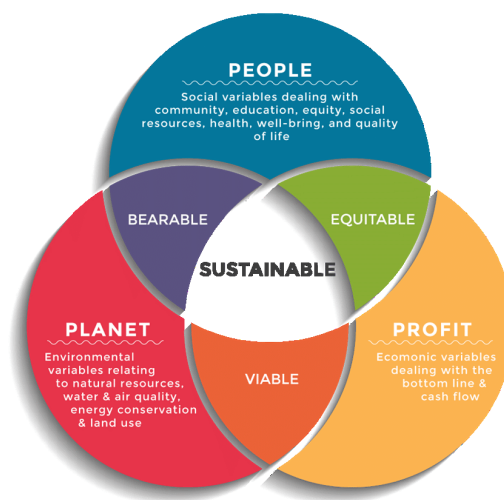 PEOPLE
Social variables dealing with
community, education, equity, social
resources, health, well-bring, and quality
of life
BEARABLE
EQUITABLE
SUSTAINABLE
PLANET
Environmental
variables relating
to natural resources,
water & air quality,
energy conservation
& land use
PROFIT
Ecomonic variables
dealing with the
bottom line &
cash flow
VIABLE